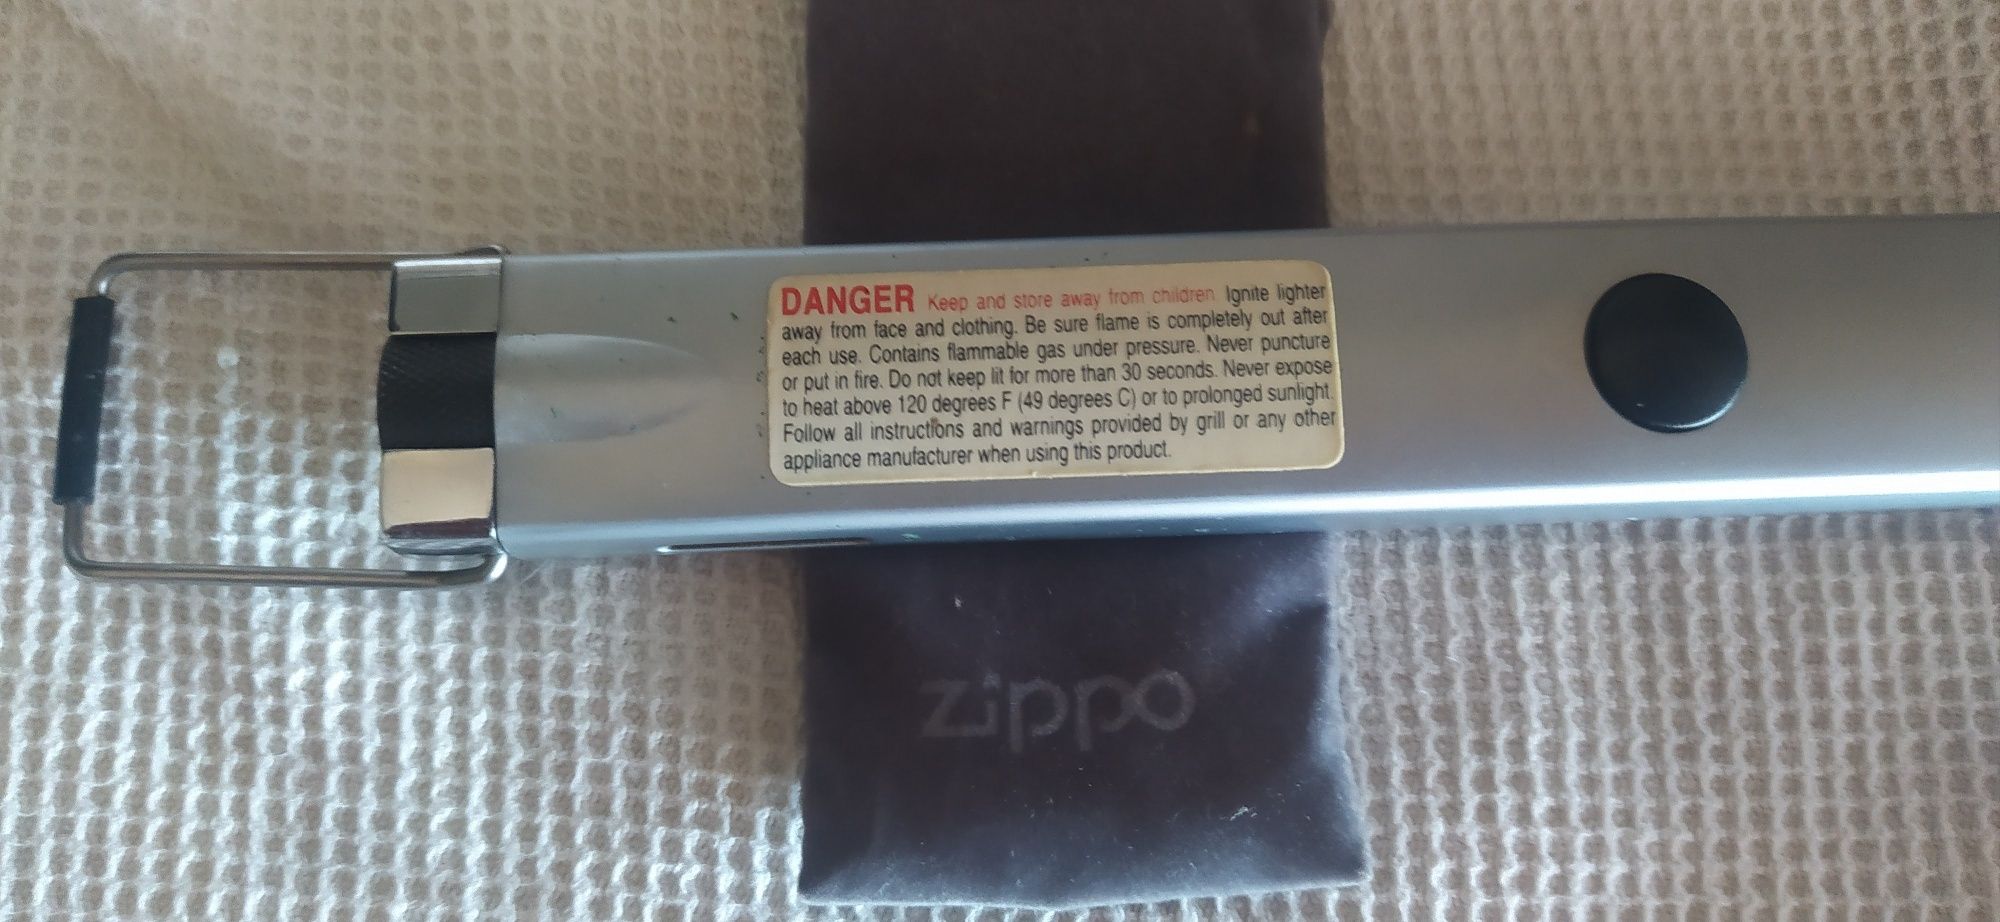 DANGER Keep and store away from children. Ignite lighter
away from face and clothing. Be sure flame is completely out after
each use. Contains flammable gas under pressure. Never puncture
or put in fire. Do not keep lit for more than 30 seconds. Never expose
to heat above 120 degrees F (49 degrees C) or to prolonged sunlight.
Follow all instructions and warnings provided by grill or any other
appliance manufacturer when using this product.
zippo